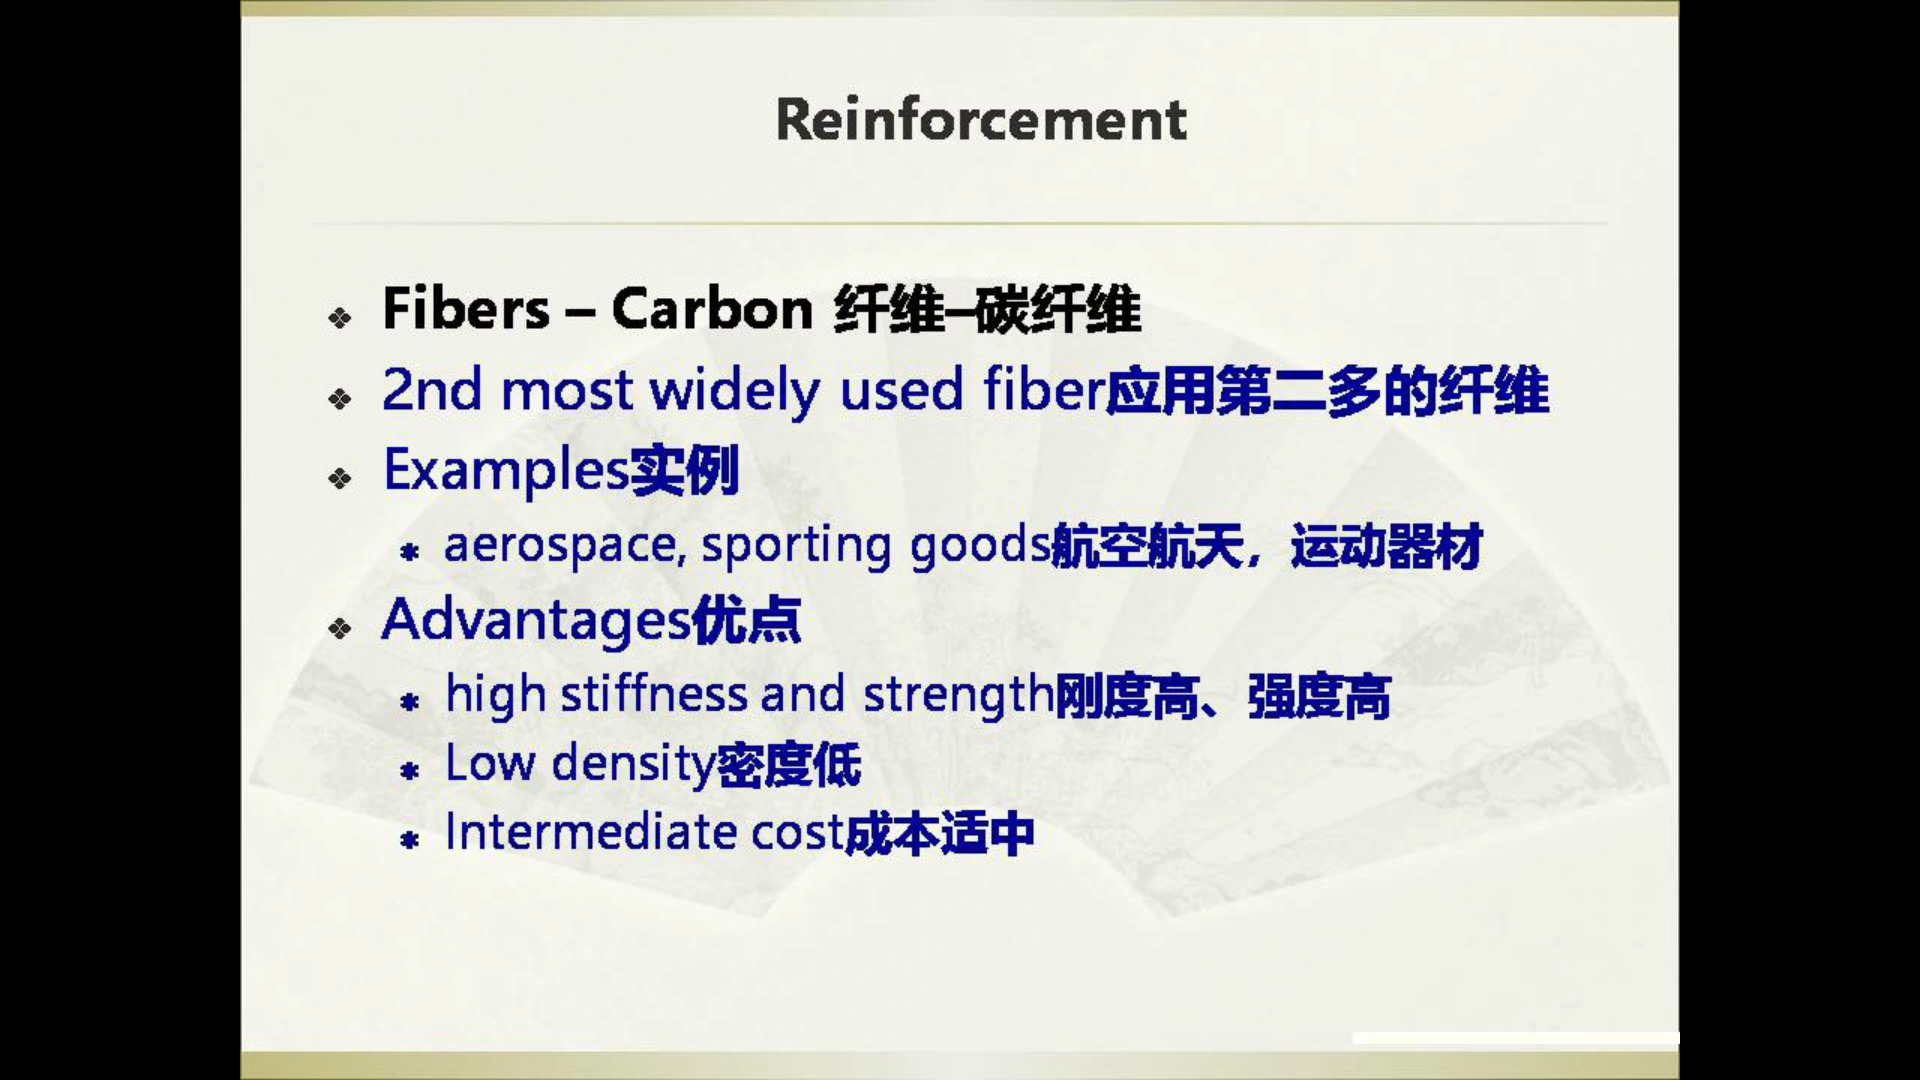 Reinforcement
Fibers – Carbon 纤维–碳纤维
2nd most widely used fiber应用第二多的纤维
Examples实例
aerospace, sporting goods航空航天，运动器材
Advantages优点
high stiffness and strength刚度高、强度高
Low density密度低
Intermediate cost成本适中